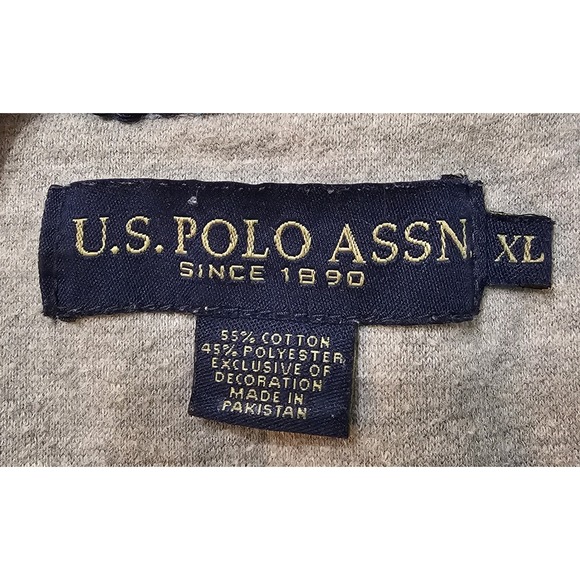 U.S. POLO ASSN.
SINCE 1890
XL
55% COTTON
45% POLYESTER
EXCLUSIVE OF
DECORATION
MADE IN
PAKISTAN